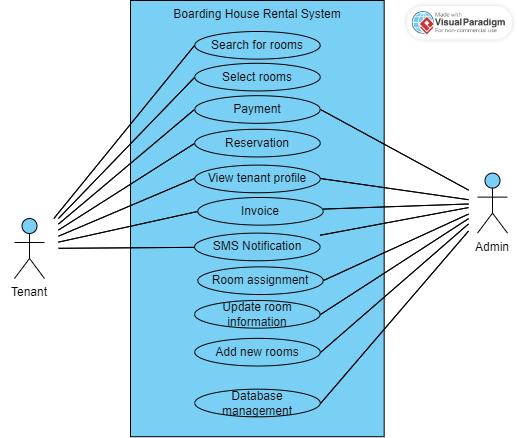 Boarding House Rental System
Made with
Visual Paradigm
For non-commercial use
Search for rooms
Select rooms
Payment
Reservation
View tenant profile
Invoice
SMS Notification
Room assignment
Update room
information
Add new rooms
Database
management
Tenant
Admin